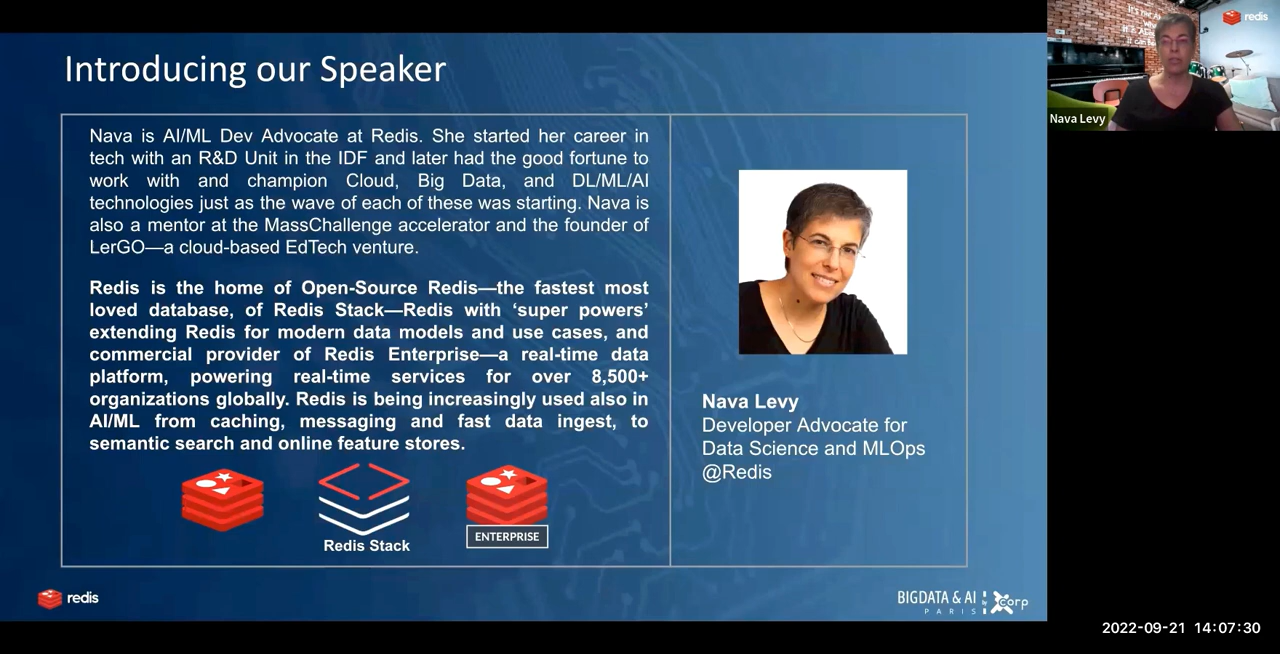 Introducing our Speaker
Nava is AI/ML Dev Advocate at Redis. She started her career in
tech with an R&D Unit in the IDF and later had the good fortune to
work with and champion Cloud, Big Data, and DL/ML/AI
technologies just as the wave of each of these was starting. Nava is
also a mentor at the MassChallenge accelerator and the founder of
LerGO—a cloud-based EdTech venture.
Redis is the home of Open-Source Redis—the fastest most
loved database, of Redis Stack—Redis with ‘super powers’
extending Redis for modern data models and use cases, and
commercial provider of Redis Enterprise—a real-time data
platform, powering real-time services for over 8,500+
organizations globally. Redis is being increasingly used also in
AI/ML from caching, messaging and fast data ingest, to
semantic search and online feature stores.
Redis Stack
ENTERPRISE
Nava Levy
Developer Advocate for
Data Science and MLOps
@Redis
redis
BIGDATA & AI
PARIS
by
corp
redis
Nava Levy
2022-09-21 14:07:30